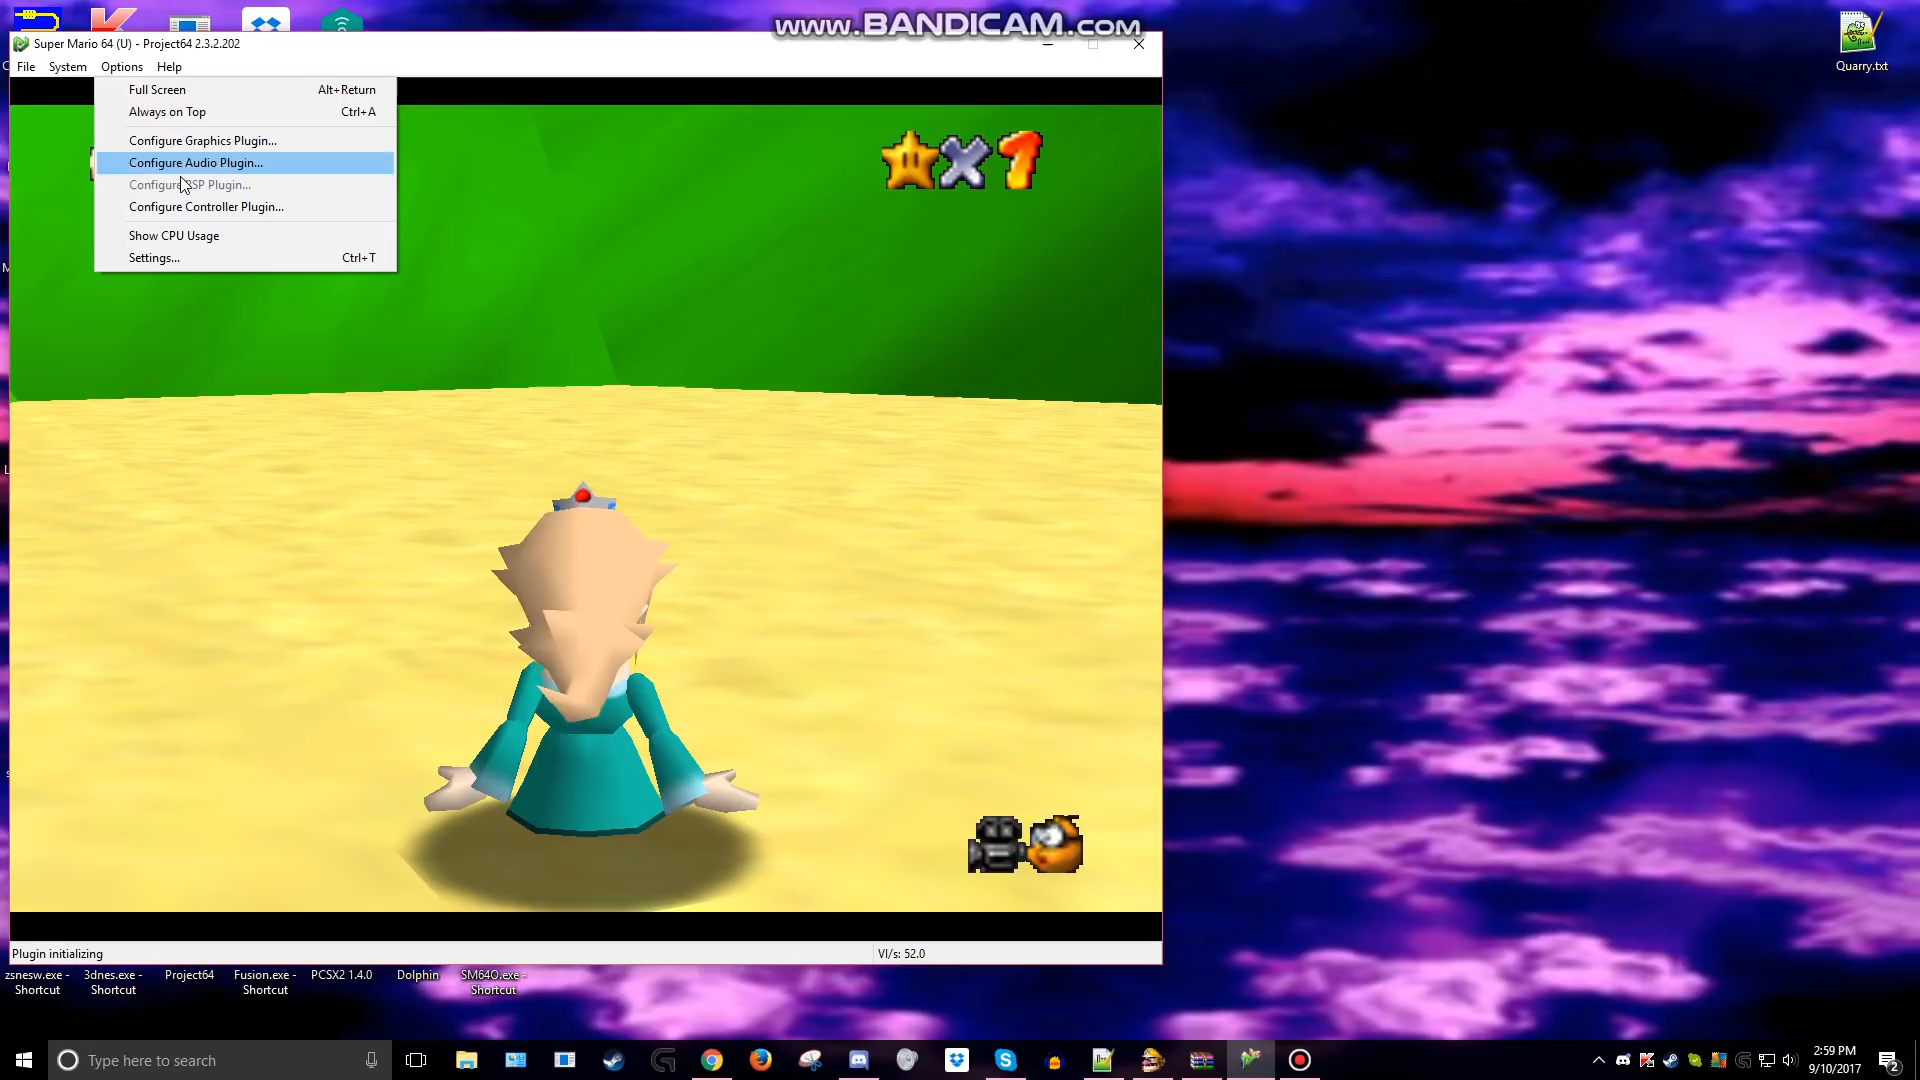 www.BANDICAM.com
Quarry.txt
Super Mario 64 (U) - Project64 2.3.2.202
File System Options Help
Full Screen Alt+Return
Always on Top Ctrl+A
Configure Graphics Plugin...
Configure Audio Plugin...
Configure RSP Plugin...
Configure Controller Plugin...
Show CPU Usage
Settings... Ctrl+T
1
Plugin initializing VI/s: 52.0
zsnesw.exe - 3dnes.exe - Project64 Fusion.exe - PCSX2 1.4.0 Dolphin SM64O.exe -
Shortcut Shortcut Shortcut Shortcut
Type here to search
2:59 PM
9/10/2017
2